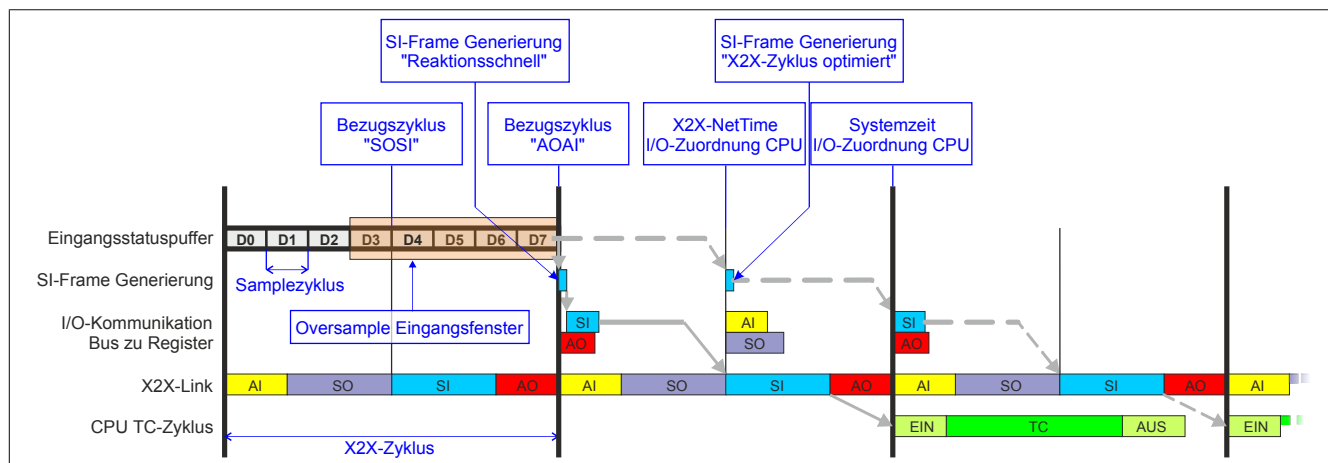 SI-Frame Generierung
"Reaktionsschnell"
SI-Frame Generierung
"X2X-Zyklus optimiert"
Bezugszyklus
"SOSI"
Bezugszyklus
"AOAI"
X2X-NetTime
I/O-Zuordnung CPU
Systemzeit
I/O-Zuordnung CPU
Eingangsstatuspuffer
D0 D1 D2 D3 D4 D5 D6 D7
Samplezyklus
SI-Frame Generierung
Oversample Eingangsfenster
I/O-Kommunikation
Bus zu Register
SI AI SI
AO SO AO
X2X-Link
AI SO SI AO AI SO SI AO AI SO SI AO AI
CPU TC-Zyklus
EIN TC AUS EIN
X2X-Zyklus